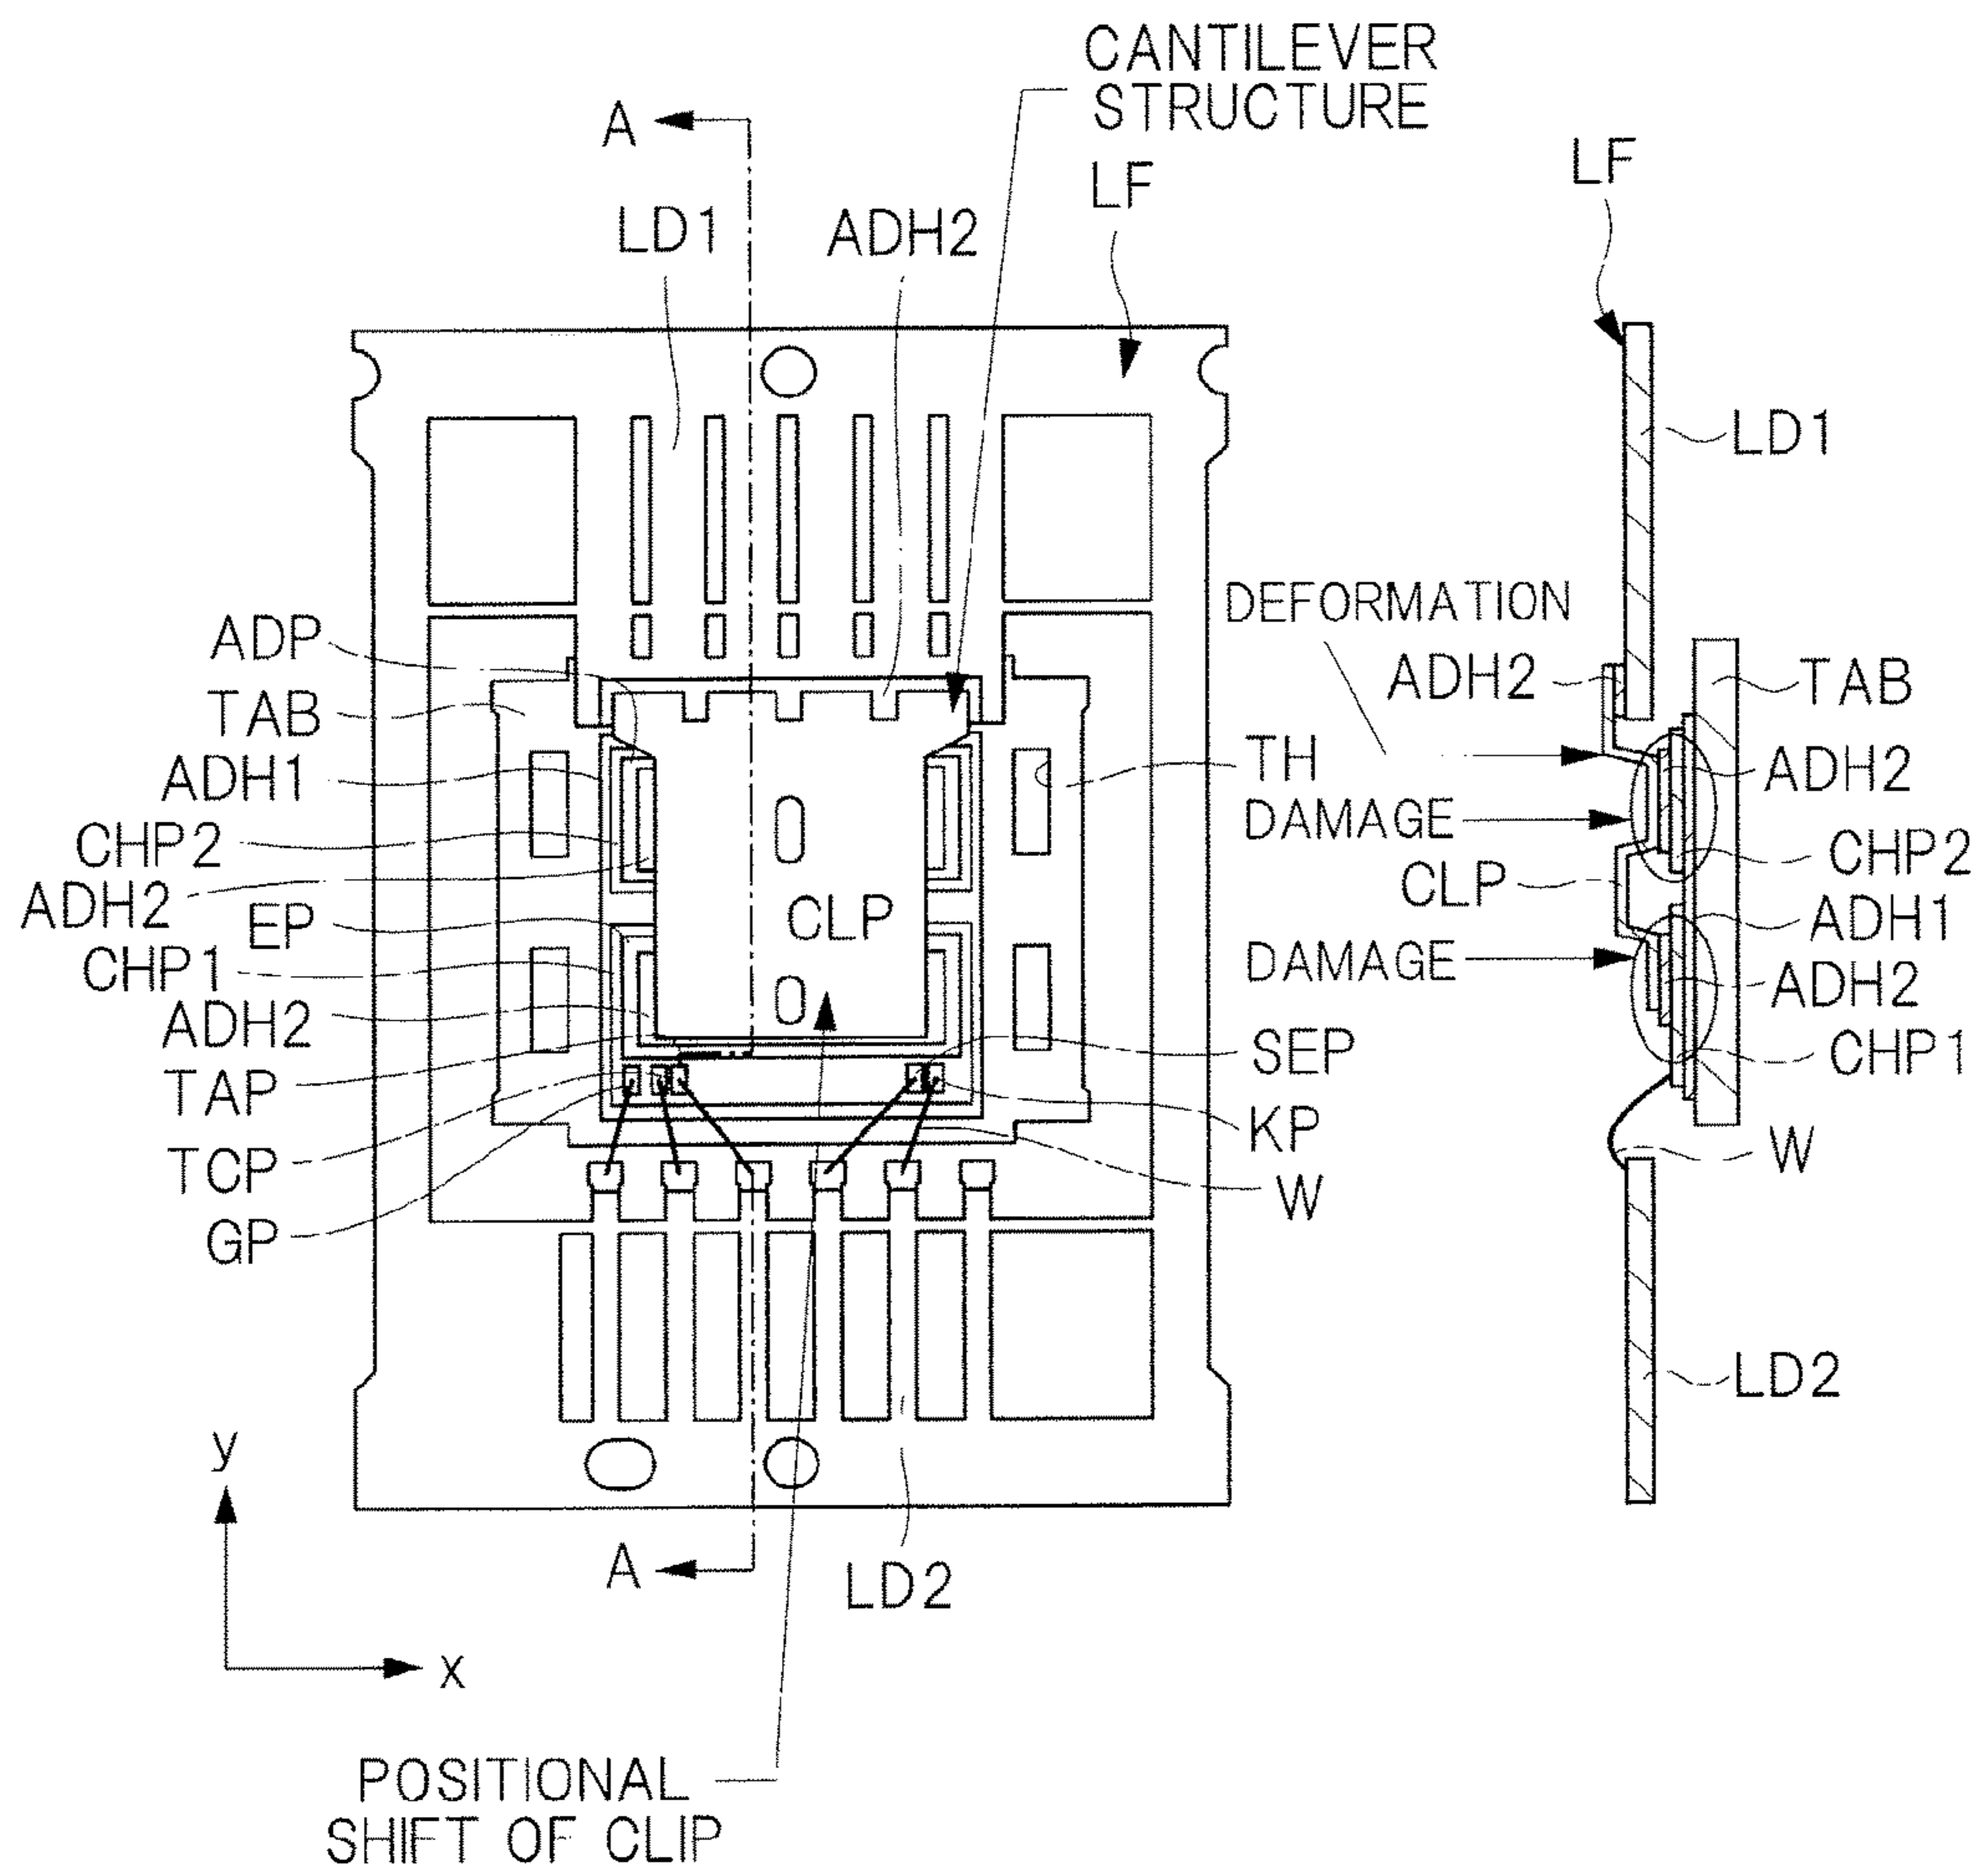 CANTILEVER
STRUCTURE
A
LF
LF
LD1
ADH2
LD1
DEFORMATION
ADP
ADH2
TAB
TAB
TH
ADH1
ADH2
DAMAGE
CHP2
CHP2
ADH2
CLP
CLP
EP
ADH1
CHP1
DAMAGE
ADH2
ADH2
SEP
CHP1
TAP
KP
TCP
W
W
GP
LD2
y
A
LD2
x
POSITIONAL
SHIFT OF CLIP